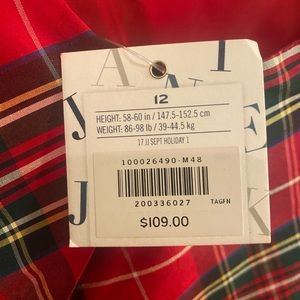 J A N I E
J K
12
HEIGHT: 58-60 in / 147.5-152.5 cm
WEIGHT: 86-98 lb / 39-44.5 kg
17 JJ SEPT HOLIDAY 1
100026490-M48
200336027
TAGFN
$109.00